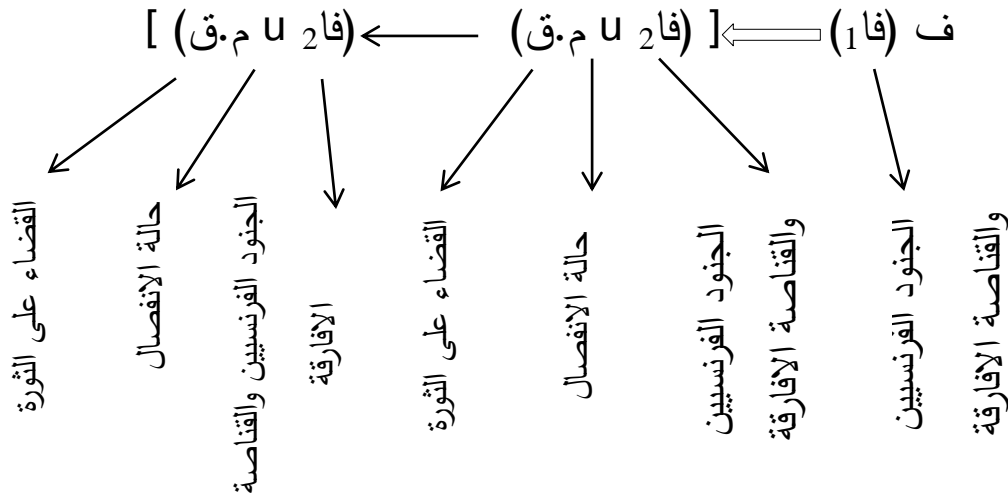 ف (فا1) [ (فا2 u م.ق) (فا2 u م.ق) ]
والقناصة الافارقة
الجنود الفرنسيين
والقناصة الافارقة
الجنود الفرنسيين
حالة الانفصال
القضاء على الثورة
الجنود الفرنسيين والقناصة
الافارقة
حالة الانفصال
القضاء على الثورة